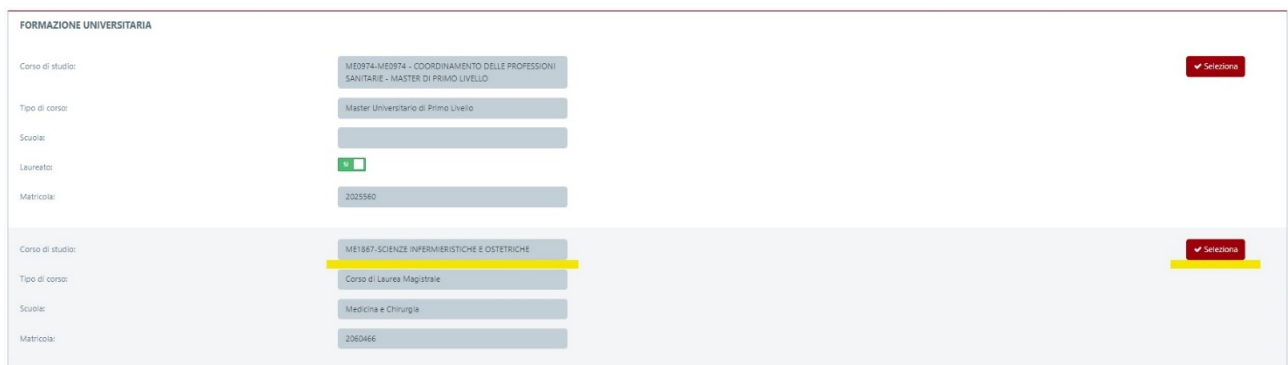 FORMAZIONE UNIVERSITARIA
Corso di studio:
ME0974-ME0974 - COORDINAMENTO DELLE PROFESSIONI
SANITARIE - MASTER DI PRIMO LIVELLO
Seleziona
Tipo di corso:
Master Universitario di Primo Livello
Scuola:
Laureato:
SI
Matricola:
2025560
Corso di studio:
ME1867-SCIENZE INFERMIERISTICHE E OSTETRICHE
Seleziona
Tipo di corso:
Corso di Laurea Magistrale
Scuola:
Medicina e Chirurgia
Matricola:
2060466